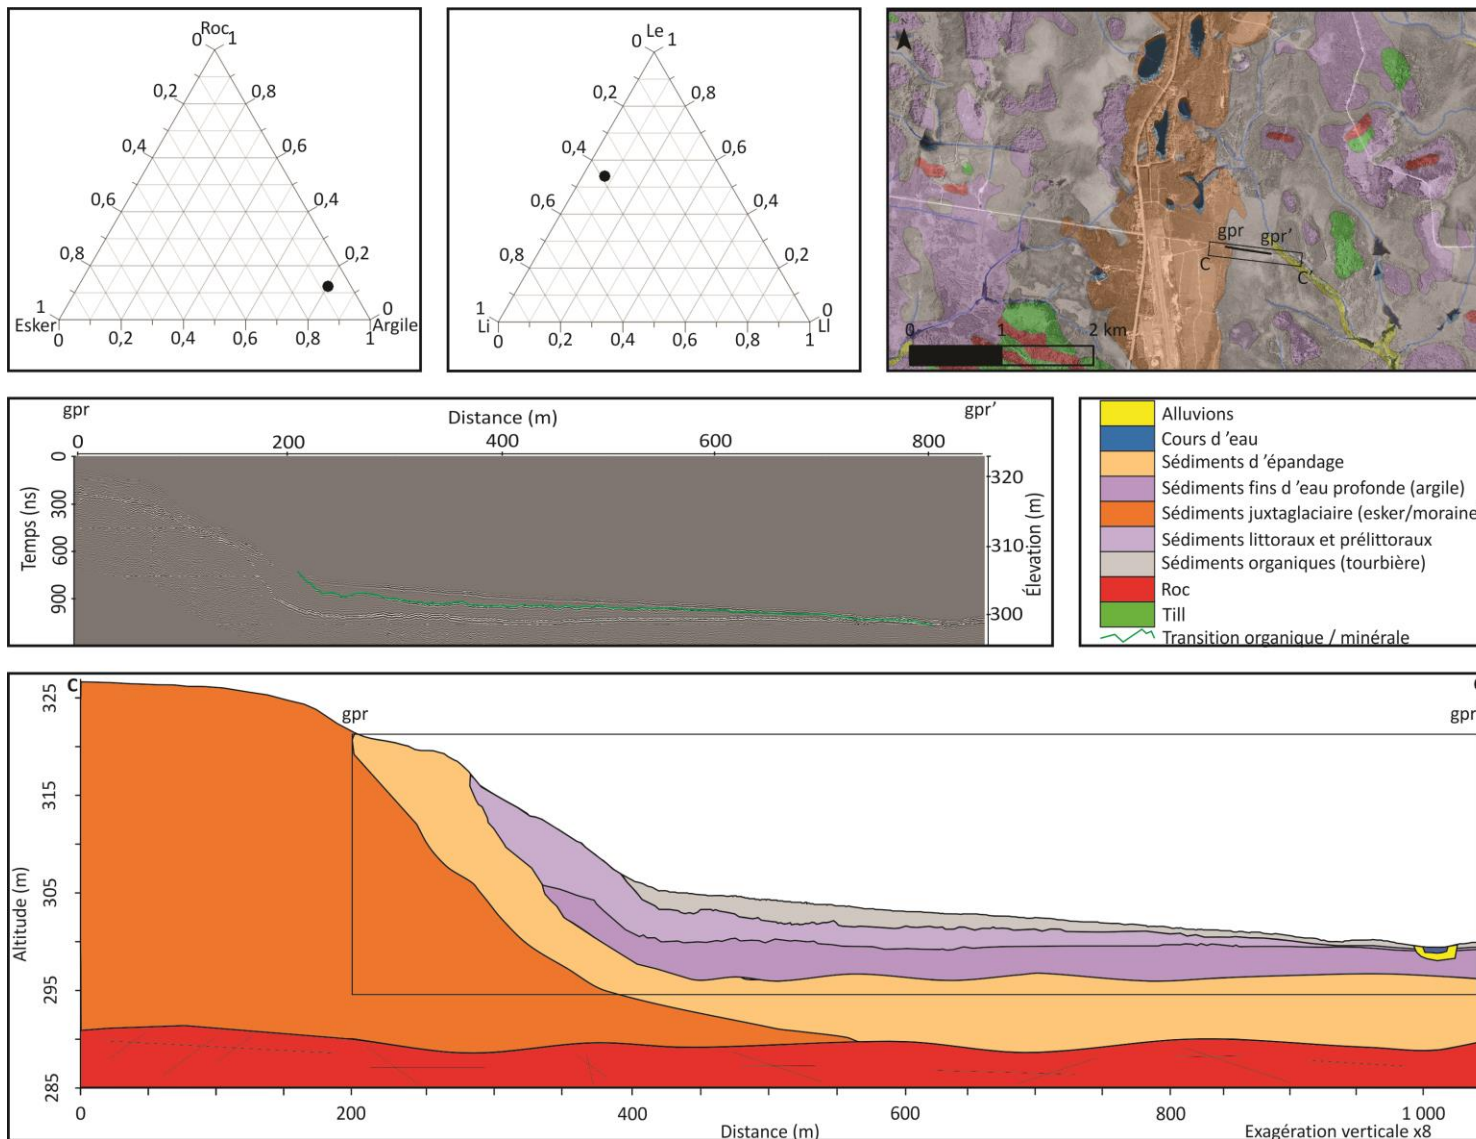 Roc
0 1
0,2 0,8
0,4 0,6
0,6 0,4
0,8 0,2
1 0
Esker Argile
0 0,2 0,4 0,6 0,8 1
Le
0 1
0,2 0,8
0,4 0,6
0,6 0,4
0,8 0,2
1 0
Li Ll
0 0,2 0,4 0,6 0,8 1
N
gpr gpr’
C C'
0 1 2 km
gpr Distance (m) gpr’
0 200 400 600 800
Temps (ns)
0
300
600
900
Élevation (m)
320
310
300
Alluvions
Cours d ’eau
Sédiments d ’épandage
Sédiments fins d ’eau profonde (argile)
Sédiments juxtaglaciaire (esker/moraine
Sédiments littoraux et prélittoraux
Sédiments organiques (tourbière)
Roc
Till
Transition organique / minérale
C
gpr gpr
Altitude (m)
325
315
305
295
285
0 200 400 600 800 1 000
Distance (m) Exagération verticale x8